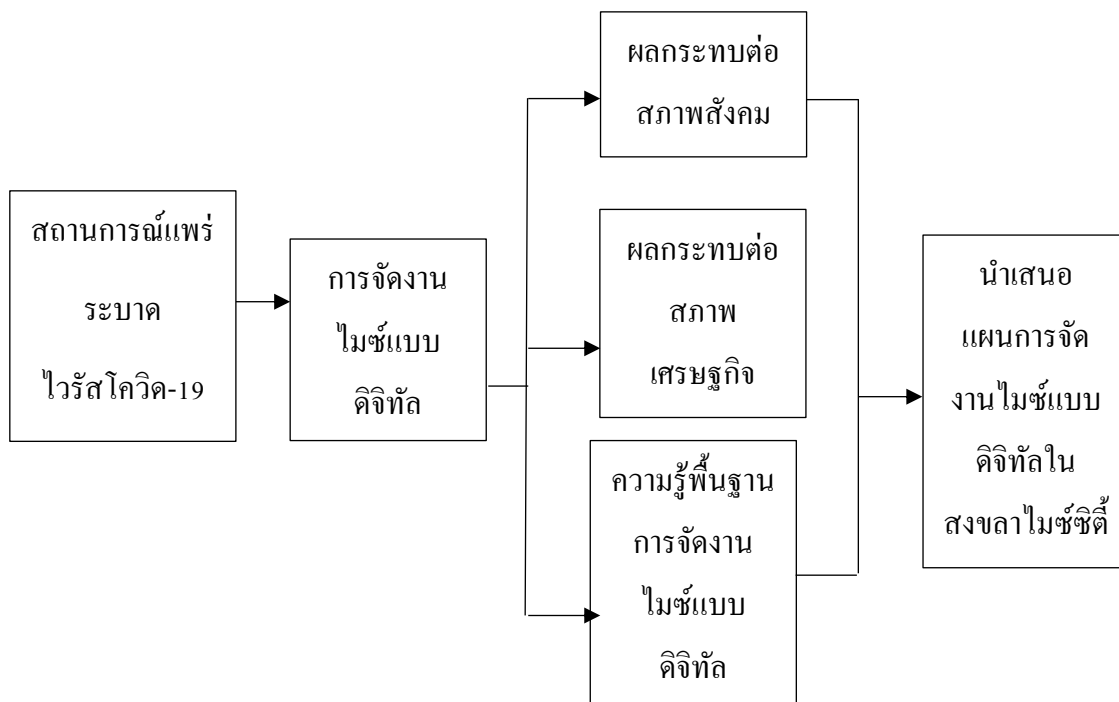 สถานการณ์แพร่
ระบาด
ไวรัสโควิด-19
การจัดงาน
ไมซ์แบบ
ดิจิทัล
ผลกระทบต่อ
สภาพสังคม
ผลกระทบต่อ
สภาพ
เศรษฐกิจ
ความรู้พื้นฐาน
การจัดงาน
ไมซ์แบบ
ดิจิทัล
นำเสนอ
แผนการจัด
งานไมซ์แบบ
ดิจิทัลใน
สงขลาไมซ์ซิตี้